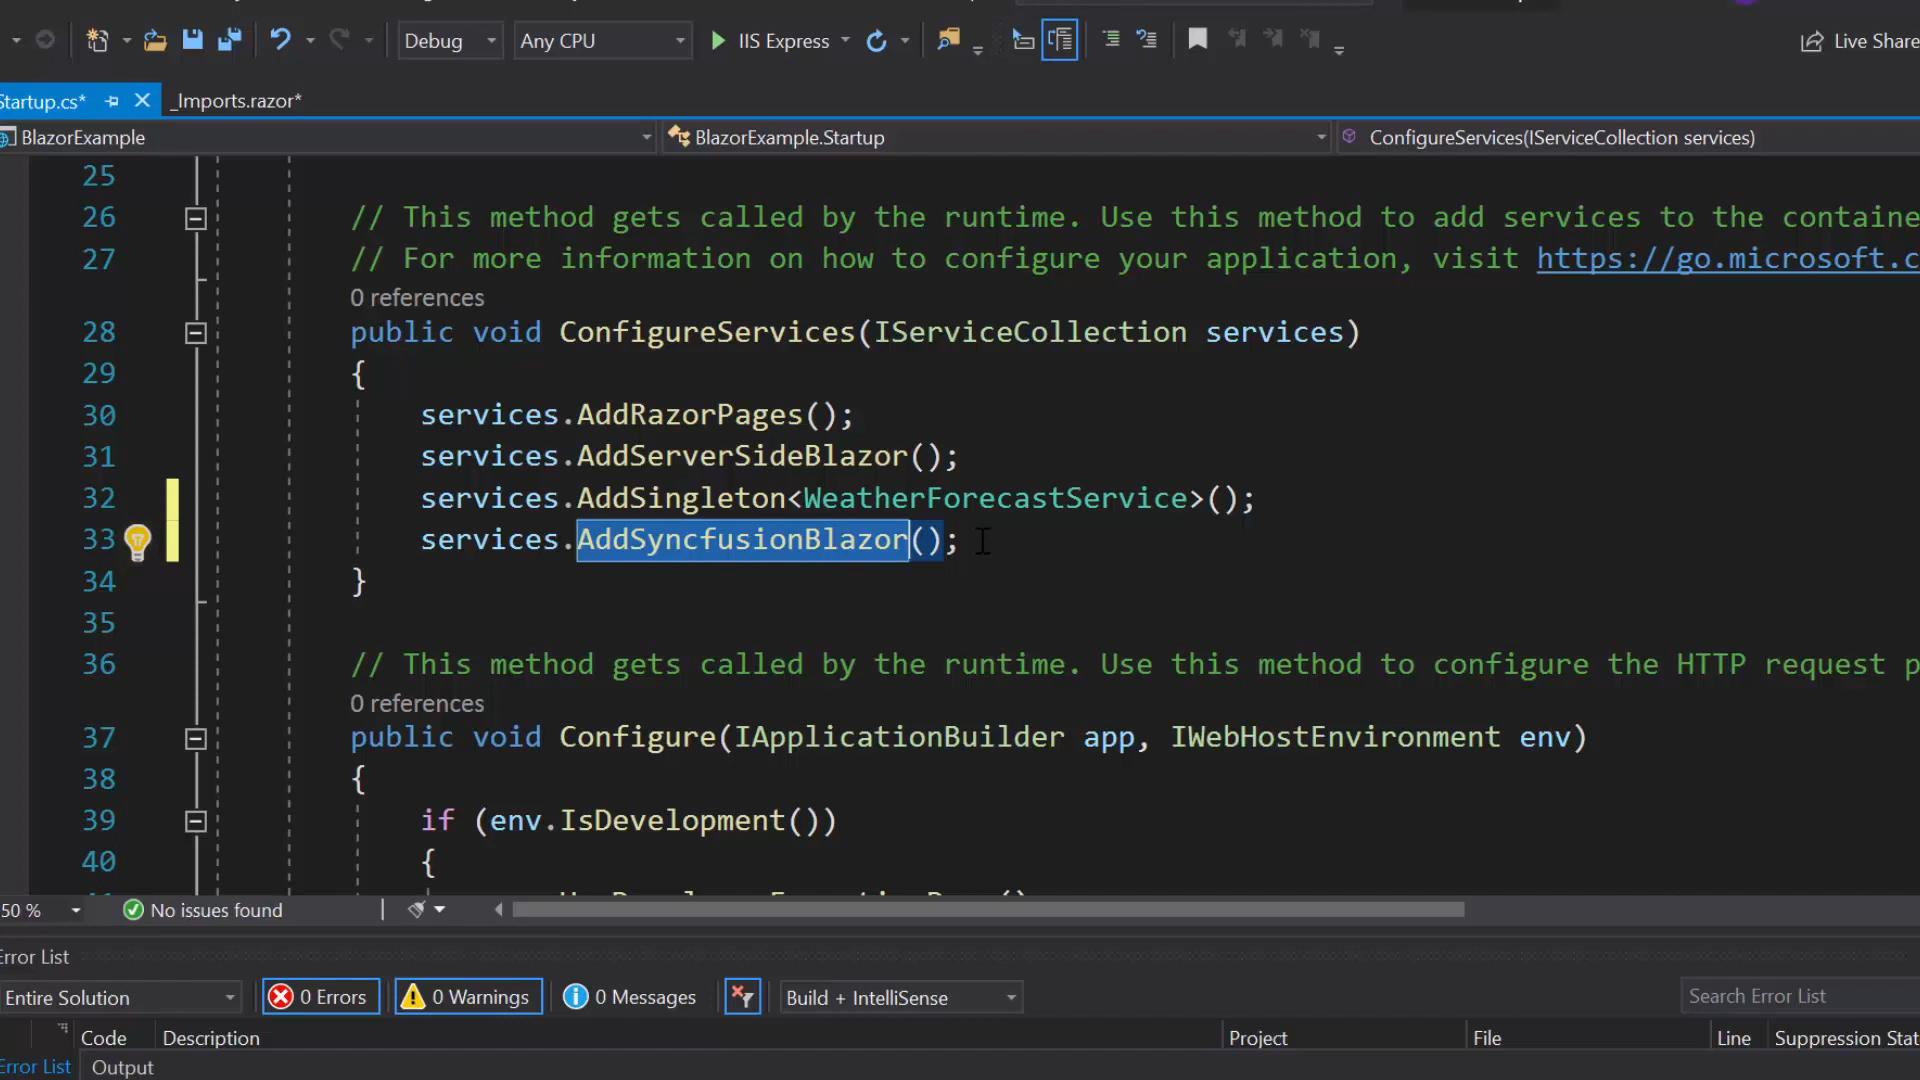 Debug
Any CPU
IIS Express
Live Share
Startup.cs*
_Imports.razor*
BlazorExample
BlazorExample.Startup
ConfigureServices(IServiceCollection services)
25
26 // This method gets called by the runtime. Use this method to add services to the containe
27 // For more information on how to configure your application, visit https://go.microsoft.c
0 references
28 public void ConfigureServices(IServiceCollection services)
29 {
30 services.AddRazorPages();
31 services.AddServerSideBlazor();
32 services.AddSingleton<WeatherForecastService>();
33 services.AddSyncfusionBlazor();
34 }
35
36 // This method gets called by the runtime. Use this method to configure the HTTP request p
0 references
37 public void Configure(IApplicationBuilder app, IWebHostEnvironment env)
38 {
39 if (env.IsDevelopment())
40 {
50 %
No issues found
Error List
Entire Solution
0 Errors
0 Warnings
0 Messages
Build + IntelliSense
Search Error List
Code
Description
Project
File
Line
Suppression Stat
Error List
Output